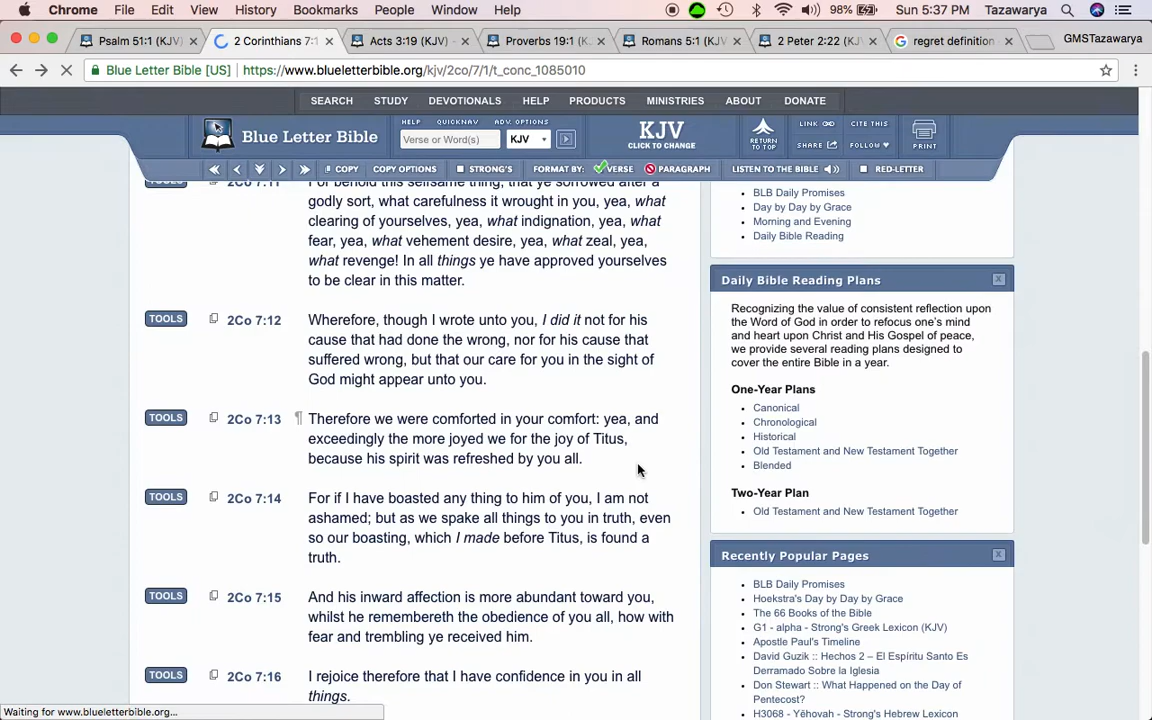 Chrome File Edit View History Bookmarks People Window Help 98% Sun 5:37 PM Tazawarya
Psalm 51:1 (KJV) 2 Corinthians 7:1 Acts 3:19 (KJV) Proverbs 19:1 (K Romans 5:1 (KJV) 2 Peter 2:22 (KJV) regret definition GMSTazawarya
Blue Letter Bible [US] https://www.blueletterbible.org/kjv/2co/7/1/t_conc_1085010
SEARCH STUDY DEVOTIONALS HELP PRODUCTS MINISTRIES ABOUT DONATE
HELP QUICKNAV ADV. OPTIONS
Blue Letter Bible Verse or Word(s) KJV KJV CLICK TO CHANGE RETURN TO TOP LINK CITE THIS SHARE FOLLOW PRINT
COPY COPY OPTIONS STRONG'S FORMAT BY: VERSE PARAGRAPH LISTEN TO THE BIBLE RED-LETTER
TOOLS 2Co 7:11 For behold this selfsame thing, that ye sorrowed after a
godly sort, what carefulness it wrought in you, yea, what
clearing of yourselves, yea, what indignation, yea, what
fear, yea, what vehement desire, yea, what zeal, yea,
what revenge! In all things ye have approved yourselves
to be clear in this matter.
TOOLS 2Co 7:12 Wherefore, though I wrote unto you, I did it not for his
cause that had done the wrong, nor for his cause that
suffered wrong, but that our care for you in the sight of
God might appear unto you.
TOOLS 2Co 7:13 ¶ Therefore we were comforted in your comfort: yea, and
exceedingly the more joyed we for the joy of Titus,
because his spirit was refreshed by you all.
TOOLS 2Co 7:14 For if I have boasted any thing to him of you, I am not
ashamed; but as we spake all things to you in truth, even
so our boasting, which I made before Titus, is found a
truth.
TOOLS 2Co 7:15 And his inward affection is more abundant toward you,
whilst he remembereth the obedience of you all, how with
fear and trembling ye received him.
TOOLS 2Co 7:16 I rejoice therefore that I have confidence in you in all
things.
BLB Daily Promises
Day by Day by Grace
Morning and Evening
Daily Bible Reading
Daily Bible Reading Plans
Recognizing the value of consistent reflection upon
the Word of God in order to refocus one's mind
and heart upon Christ and His Gospel of peace,
we provide several reading plans designed to
cover the entire Bible in a year.
One-Year Plans
Canonical
Chronological
Historical
Old Testament and New Testament Together
Blended
Two-Year Plan
Old Testament and New Testament Together
Recently Popular Pages
BLB Daily Promises
Hoekstra's Day by Day by Grace
The 66 Books of the Bible
G1 - alpha - Strong's Greek Lexicon (KJV)
Apostle Paul's Timeline
David Guzik :: Hechos 2 – El Espíritu Santo Es
Derramado Sobre la Iglesia
Don Stewart :: What Happened on the Day of
Pentecost?
H3068 - Yĕhovah - Strong's Hebrew Lexicon
Waiting for www.blueletterbible.org...